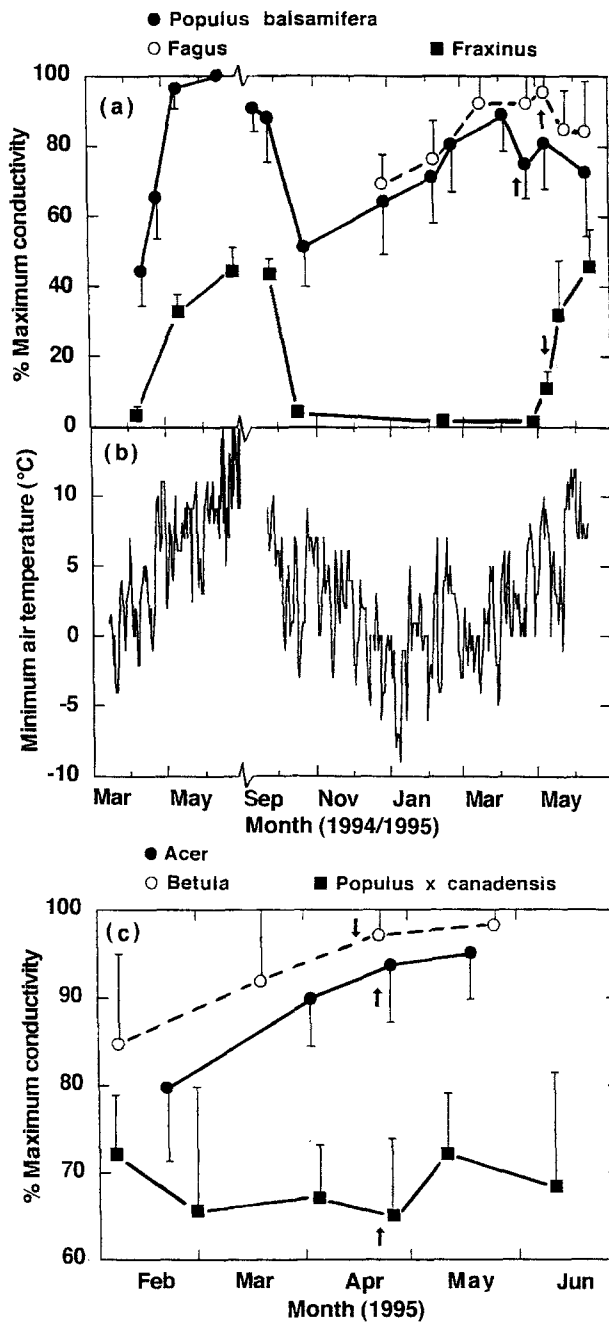 ● Populus balsamifera
○ Fagus ■ Fraxinus
(a)
% Maximum conductivity
100
80
60
40
20
0
(b)
Minimum air temperature (°C)
10
5
0
-5
-10
Mar May Sep Nov Jan Mar May
Month (1994/1995)
● Acer
○ Betula ■ Populus x canadensis
(c)
% Maximum conductivity
100
90
80
70
60
Feb Mar Apr May Jun
Month (1995)